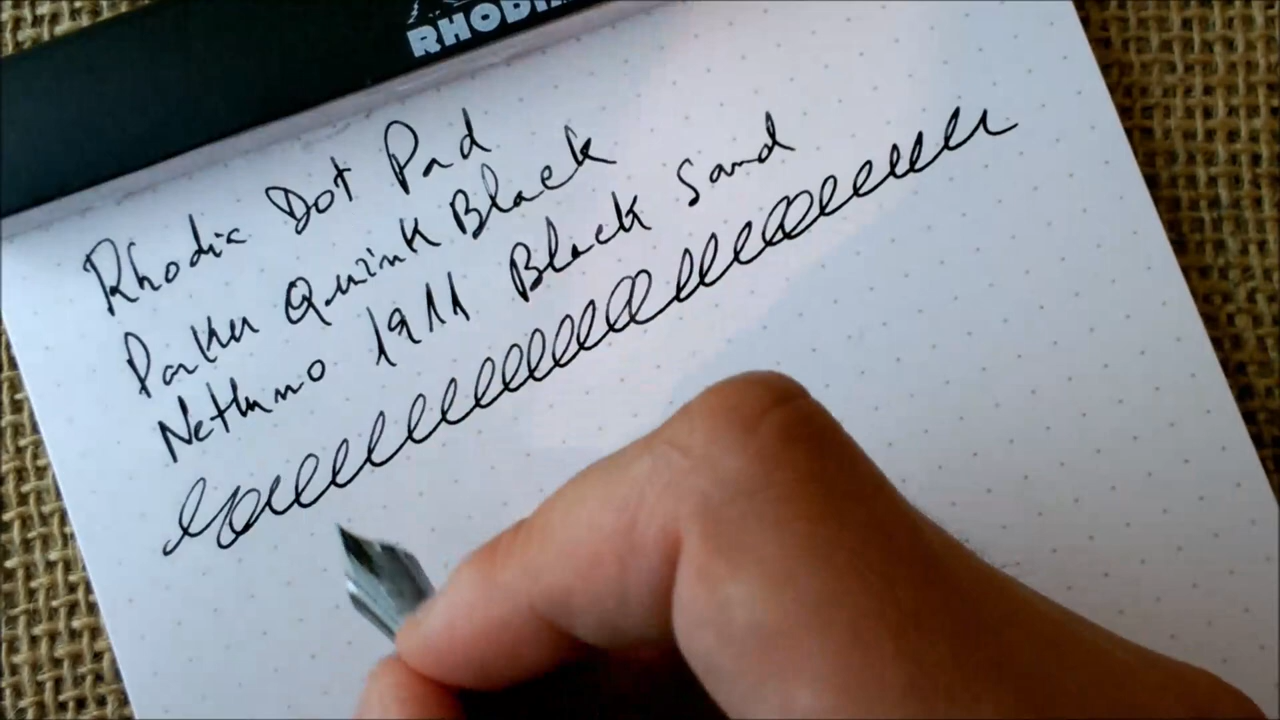 RHODIA
Rhodia Dot Pad
Parker Quink Black
Nettuno 1911 Black Sand